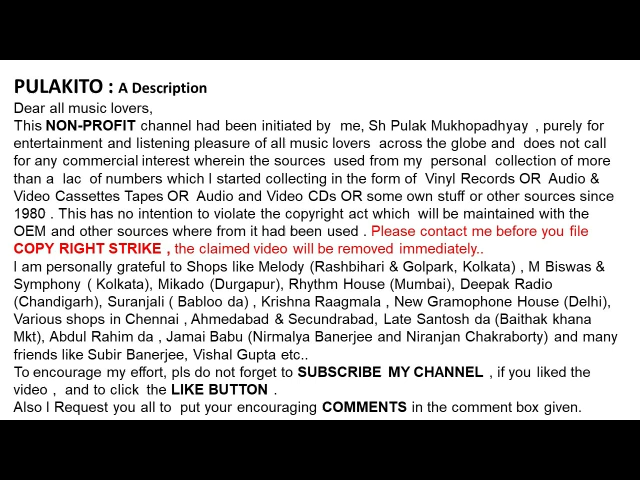 PULAKITO : A Description
Dear all music lovers,
This NON-PROFIT channel had been initiated by me, Sh Pulak Mukhopadhyay , purely for
entertainment and listening pleasure of all music lovers across the globe and does not call
for any commercial interest wherein the sources used from my personal collection of more
than a lac of numbers which I started collecting in the form of Vinyl Records OR Audio &
Video Cassettes Tapes OR Audio and Video CDs OR some own stuff or other sources since
1980 . This has no intention to violate the copyright act which will be maintained with the
OEM and other sources where from it had been used . Please contact me before you file
COPY RIGHT STRIKE , the claimed video will be removed immediately..
I am personally grateful to Shops like Melody (Rashbihari & Golpark, Kolkata) , M Biswas &
Symphony ( Kolkata), Mikado (Durgapur), Rhythm House (Mumbai), Deepak Radio
(Chandigarh), Suranjali ( Babloo da) , Krishna Raagmala , New Gramophone House (Delhi),
Various shops in Chennai , Ahmedabad & Secundrabad, Late Santosh da (Baithak khana
Mkt), Abdul Rahim da , Jamai Babu (Nirmalya Banerjee and Niranjan Chakraborty) and many
friends like Subir Banerjee, Vishal Gupta etc..
To encourage my effort, pls do not forget to SUBSCRIBE MY CHANNEL , if you liked the
video , and to click the LIKE BUTTON .
Also I Request you all to put your encouraging COMMENTS in the comment box given.